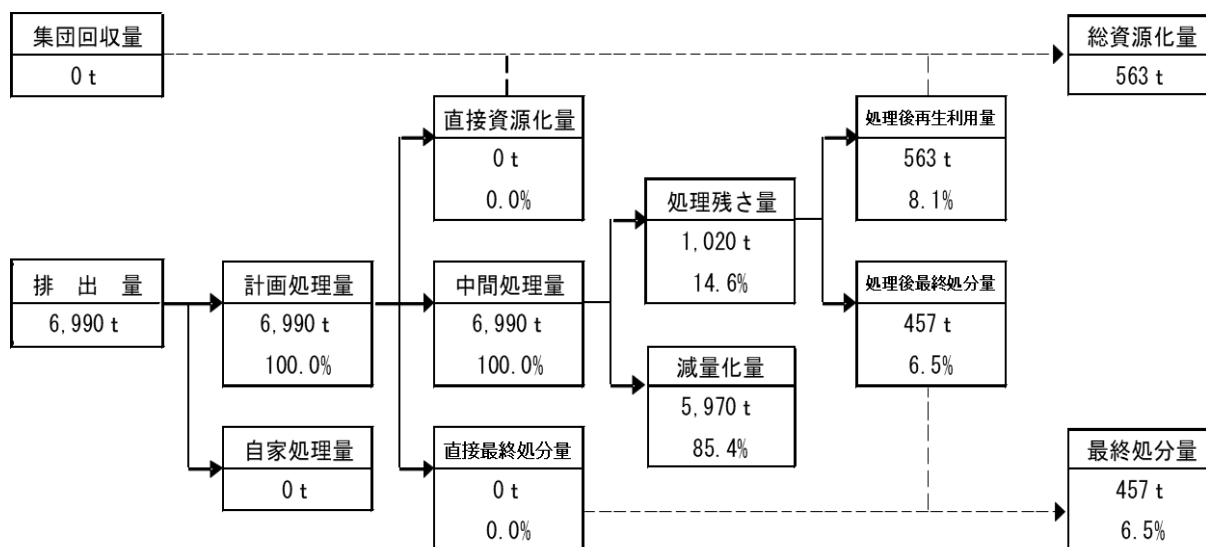 集団回収量
0 t
総資源化量
563 t
直接資源化量
0 t
0.0%
処理後再生利用量
563 t
8.1%
処理残さ量
1,020 t
14.6%
排 出 量
6,990 t
計画処理量
6,990 t
100.0%
中間処理量
6,990 t
100.0%
処理後最終処分量
457 t
6.5%
減量化量
5,970 t
85.4%
自家処理量
0 t
直接最終処分量
0 t
0.0%
最終処分量
457 t
6.5%